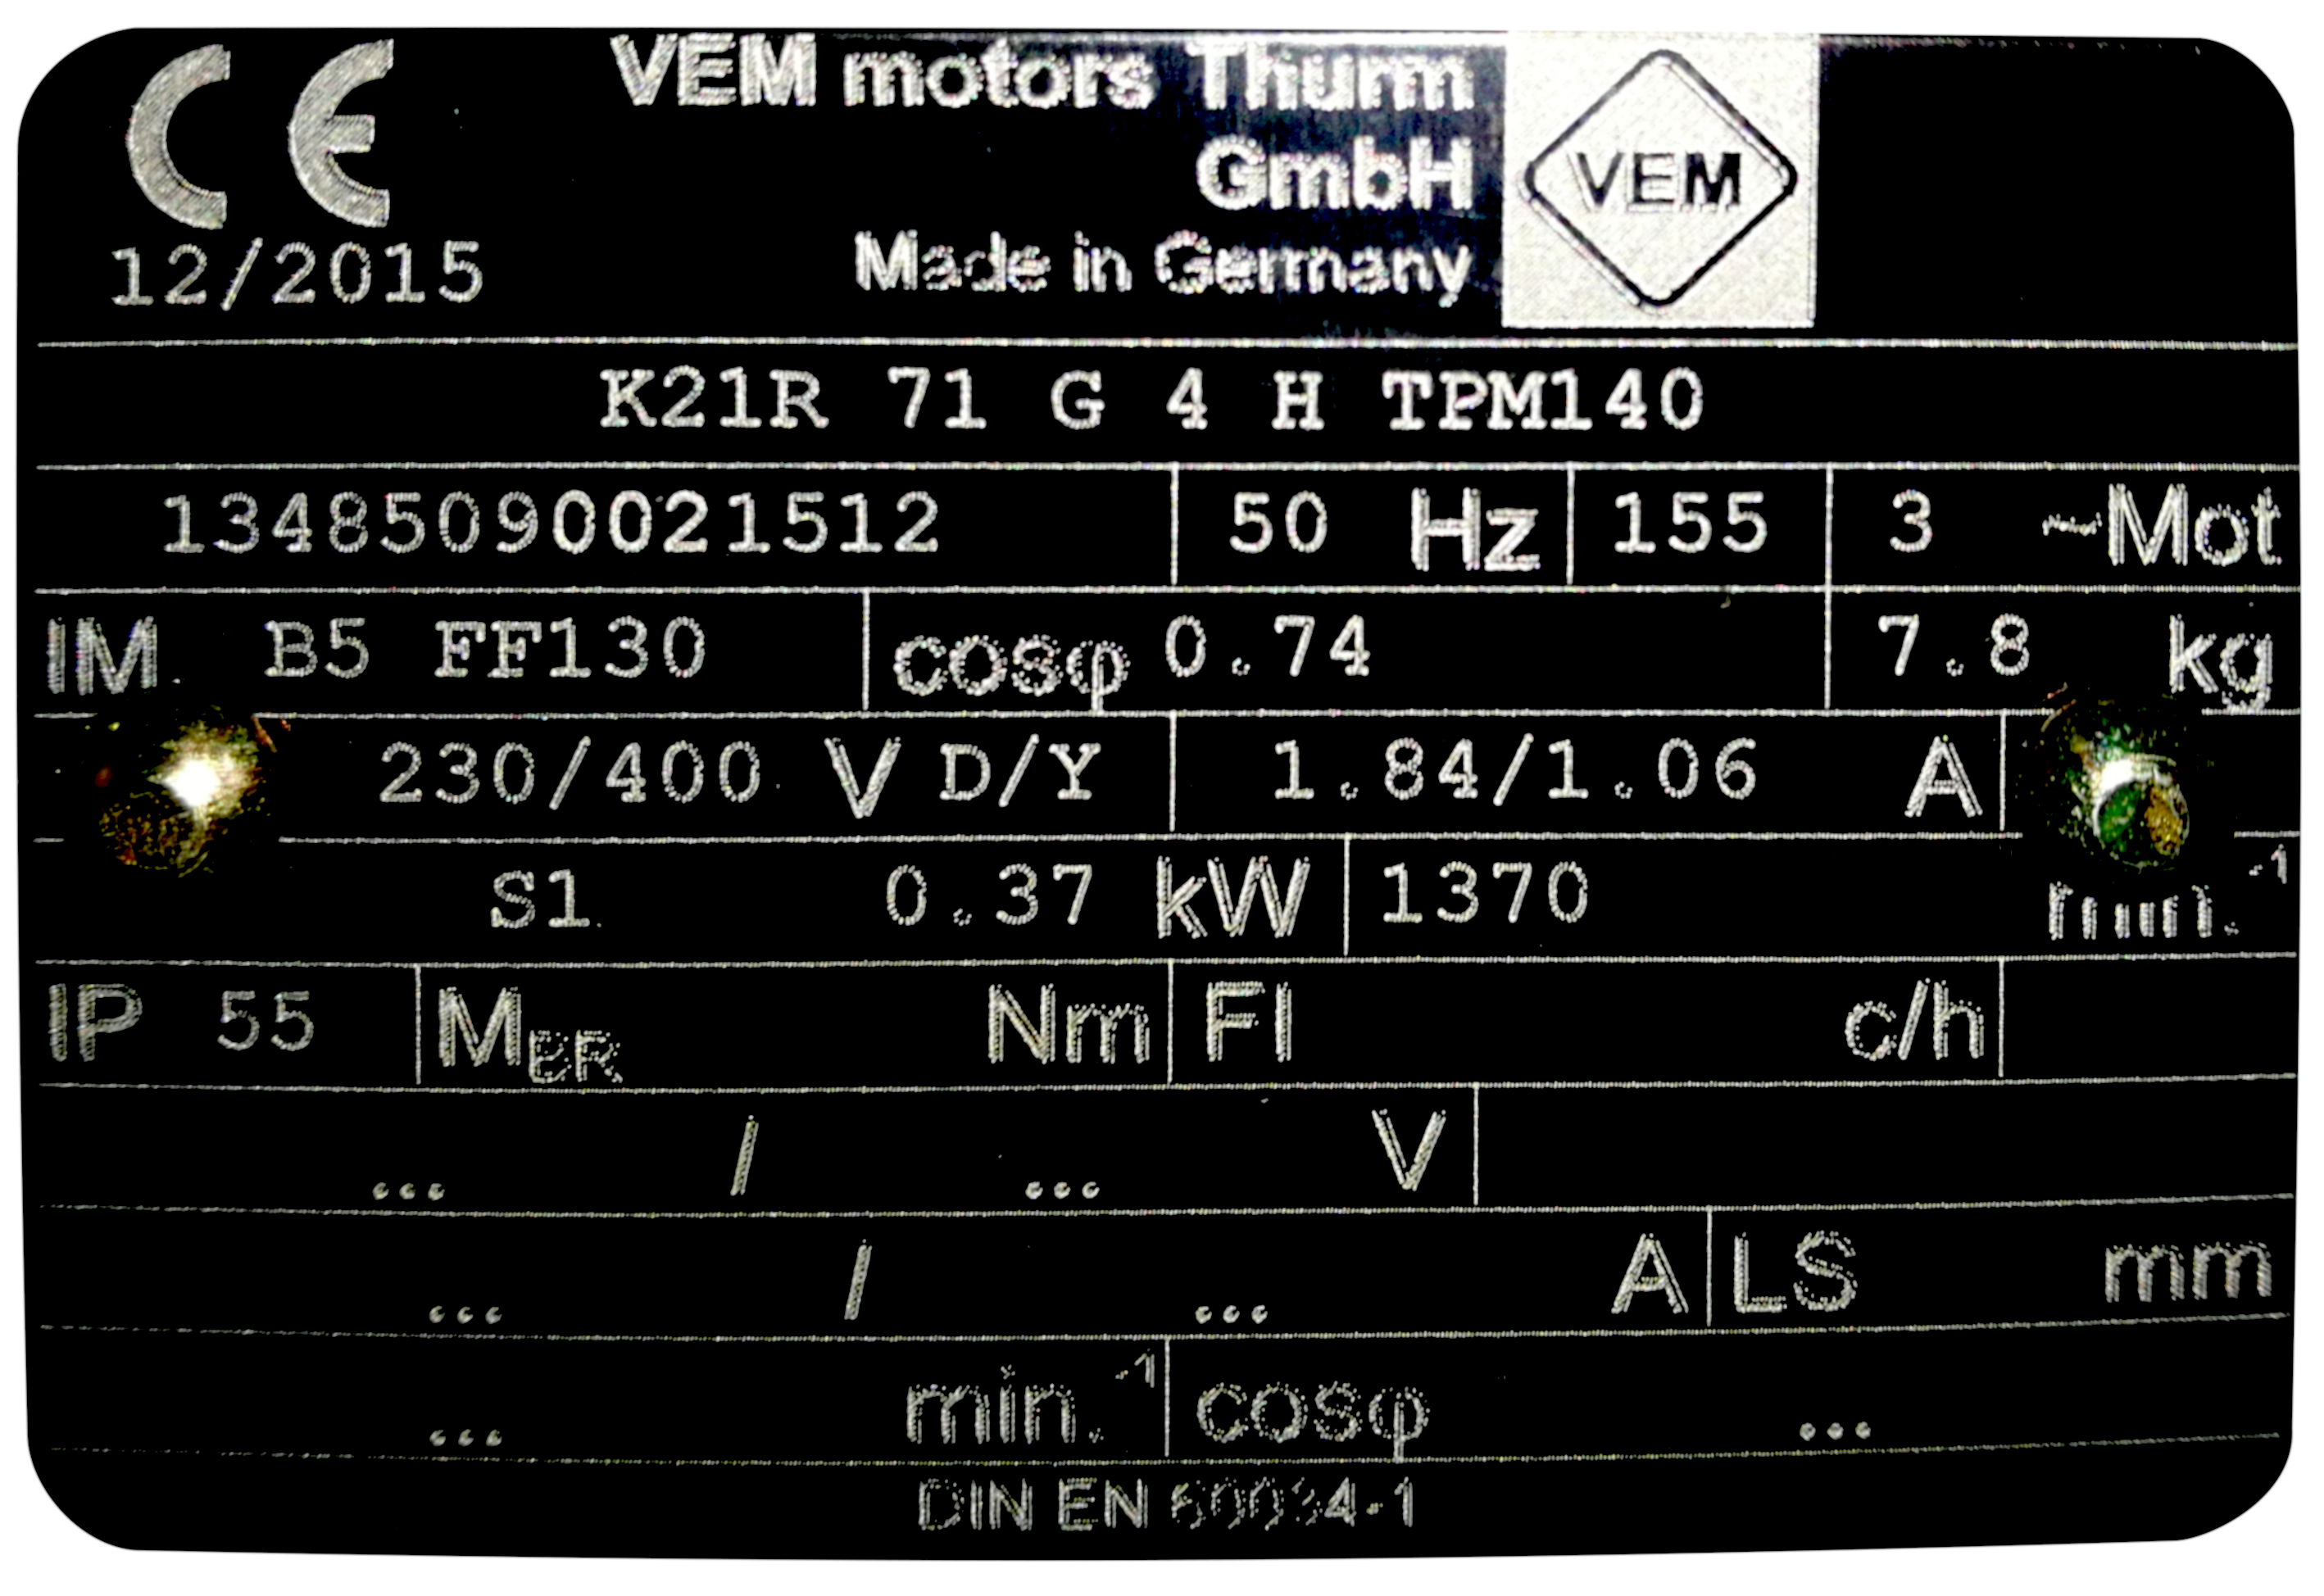 CE
12/2015
VEM motors Thurm
GmbH
Made in Germany
VEM
K21R 71 G 4 H TPM140
13485090021512 50 Hz 155 3 ~Mot
IM B5 FF130 cosφ 0.74 7.8 kg
230/400 V D/Y 1.84/1.06 A
S1 0.37 kW 1370 min.-1
IP 55 MBR Nm FI c/h
... / ... V
... / ... A LS mm
... min.-1 cosφ ...
DIN EN 60034-1